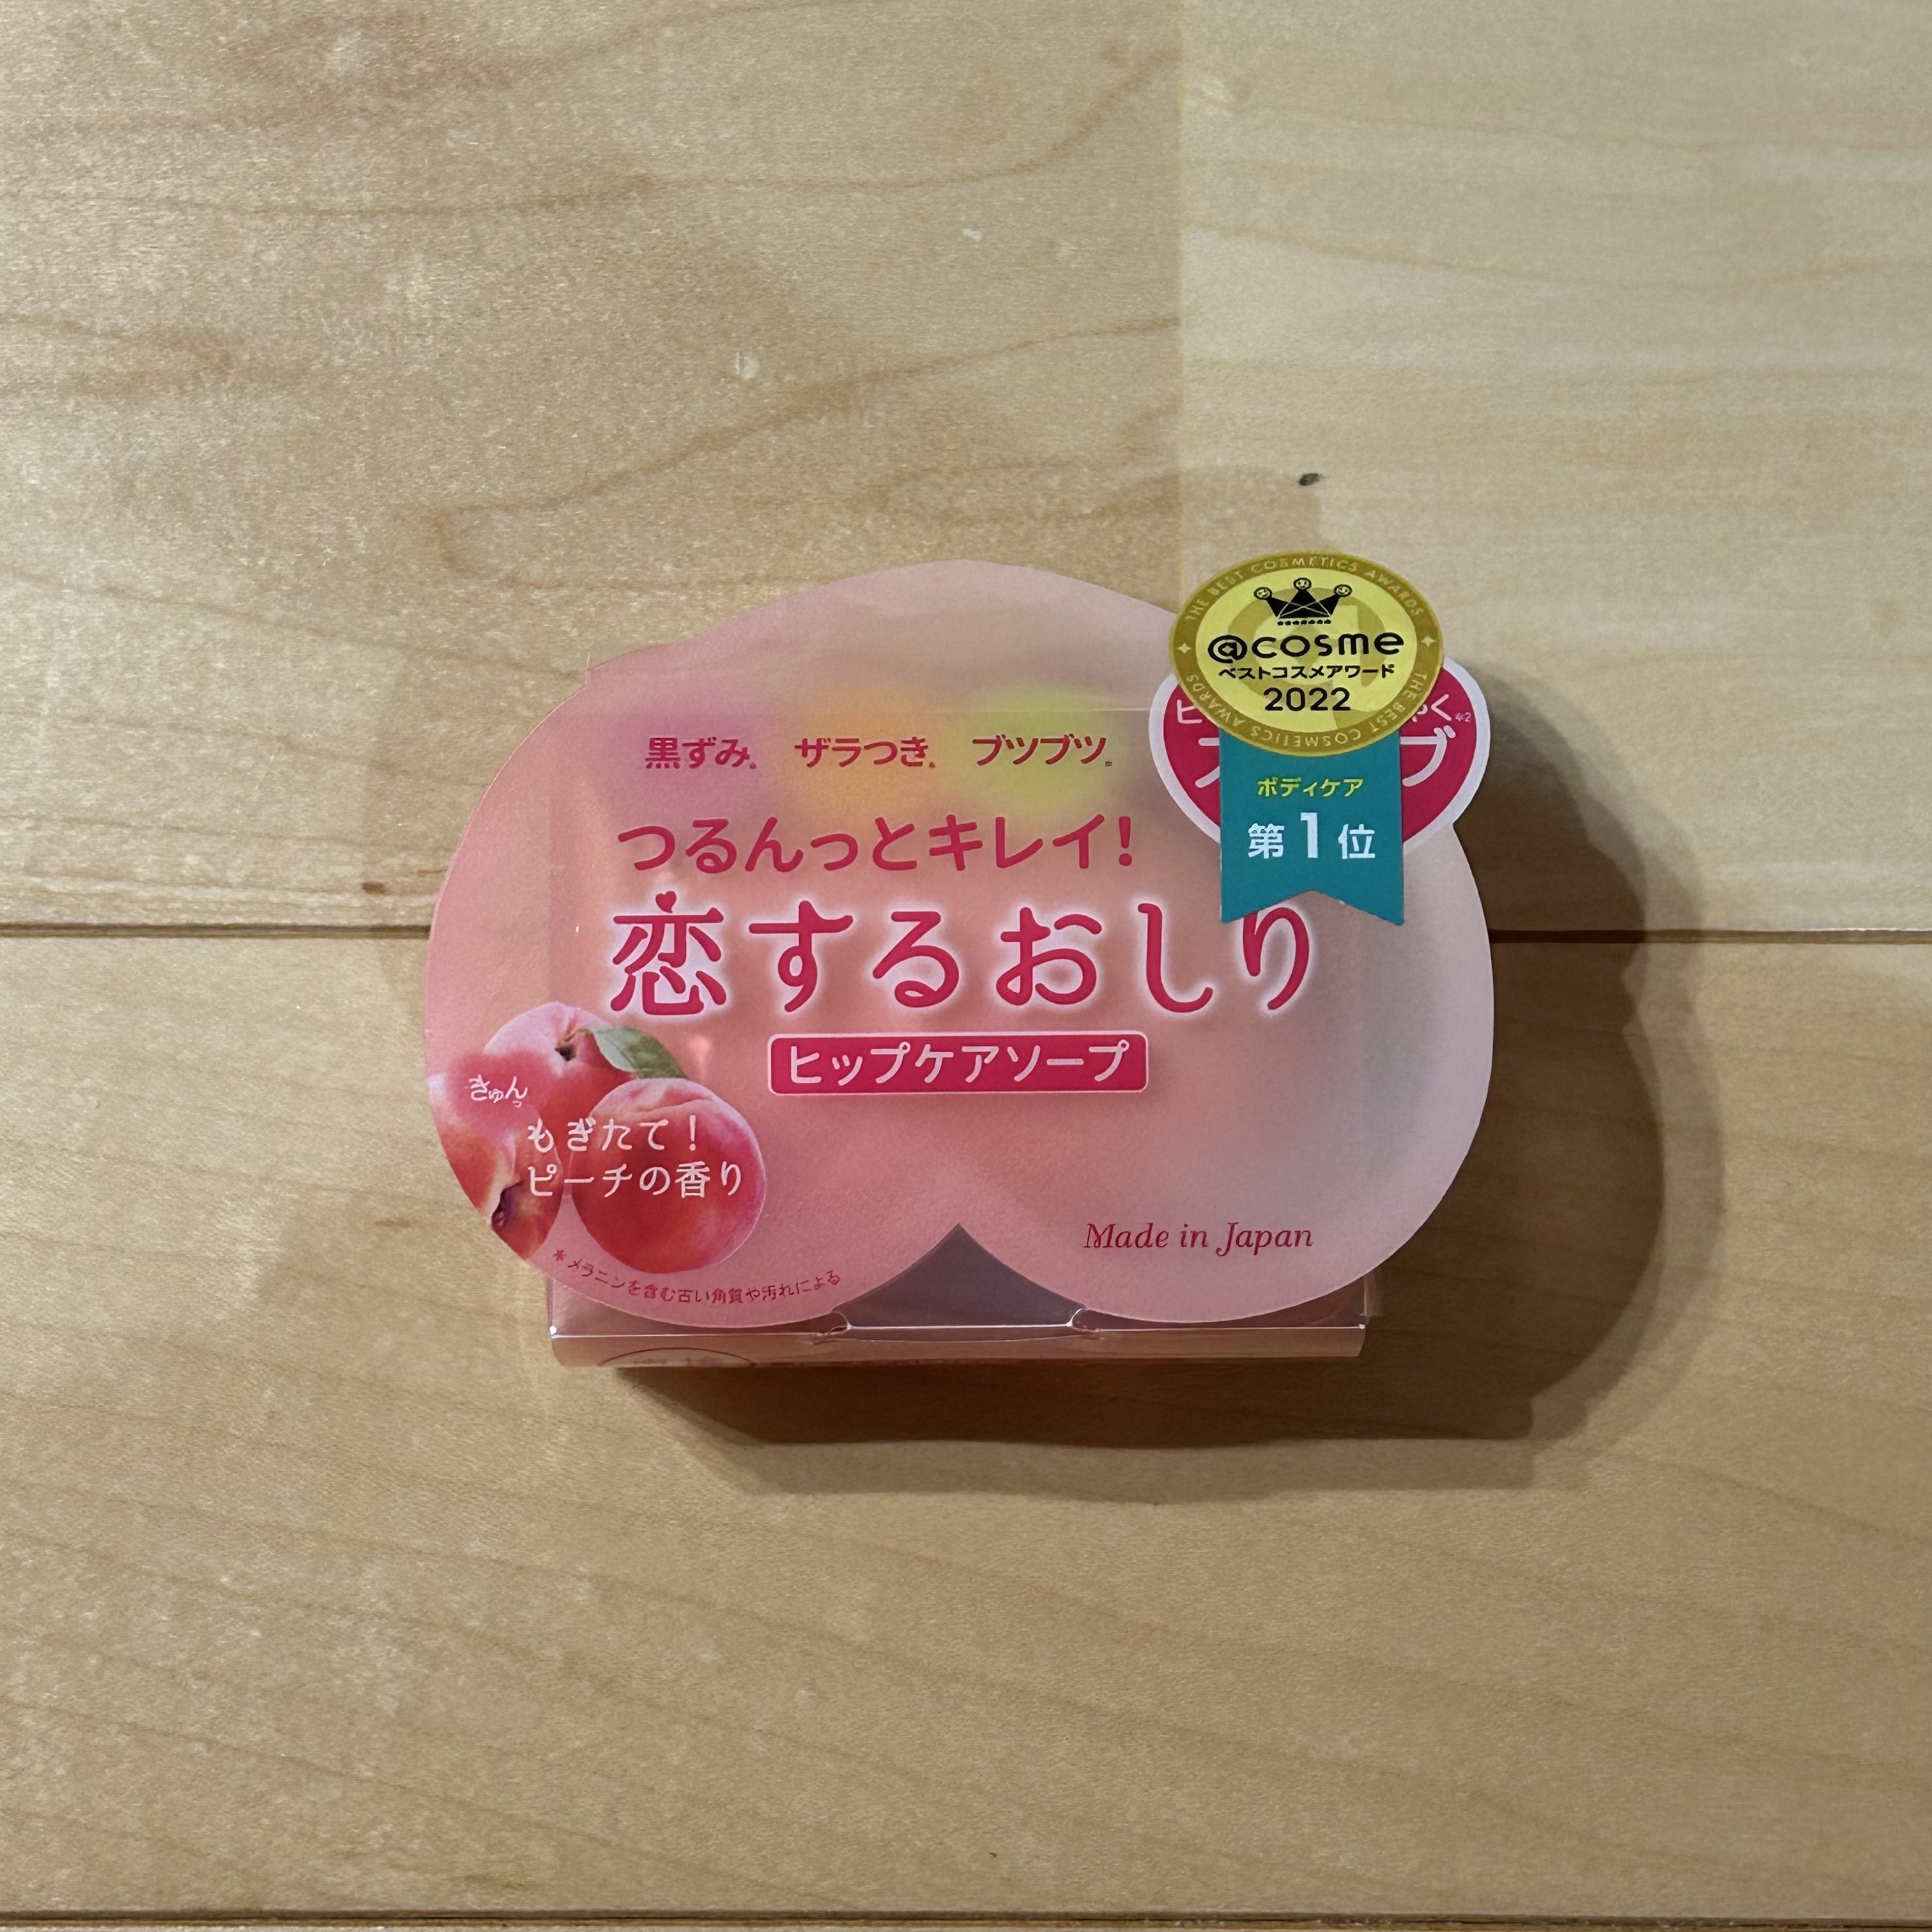 THE BEST COSMETICS AWARDS
@cosme
ベストコスメアワード
2022
THE BEST COSMETICS AWARDS
ボディケア
第1位
黒ずみ* ザラつき* ブツブツ*
つるんっとキレイ!
恋するおしり
ヒップケアソープ
きゅんっ
もぎたて!
ピーチの香り
Made in Japan
*メラニンを含む古い角質や汚れによる